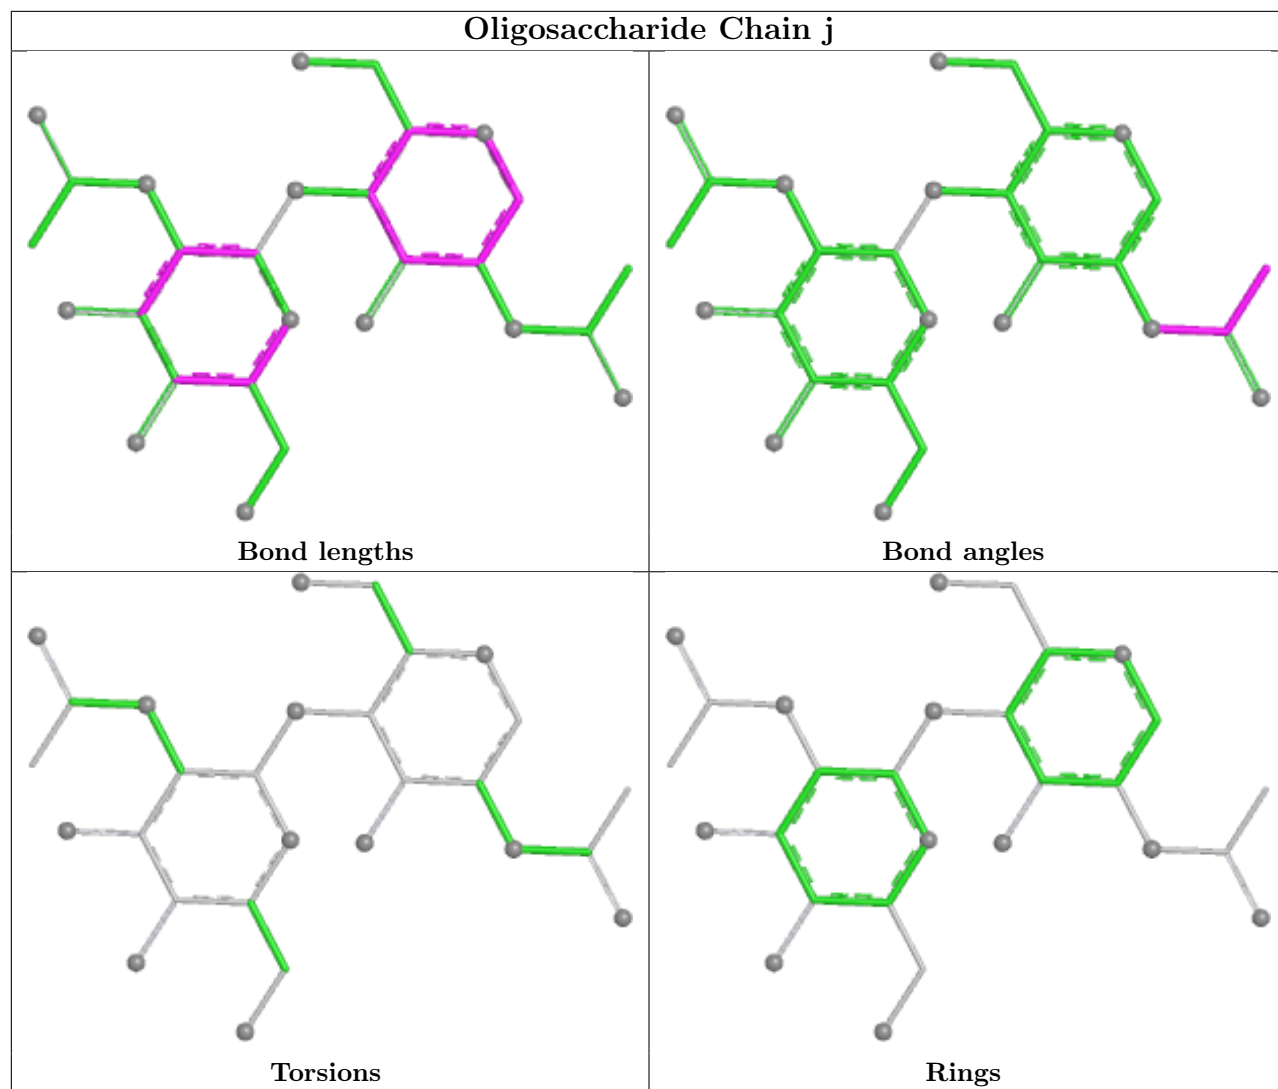 Oligosaccharide Chain j
Bond lengths
Bond angles
Torsions
Rings